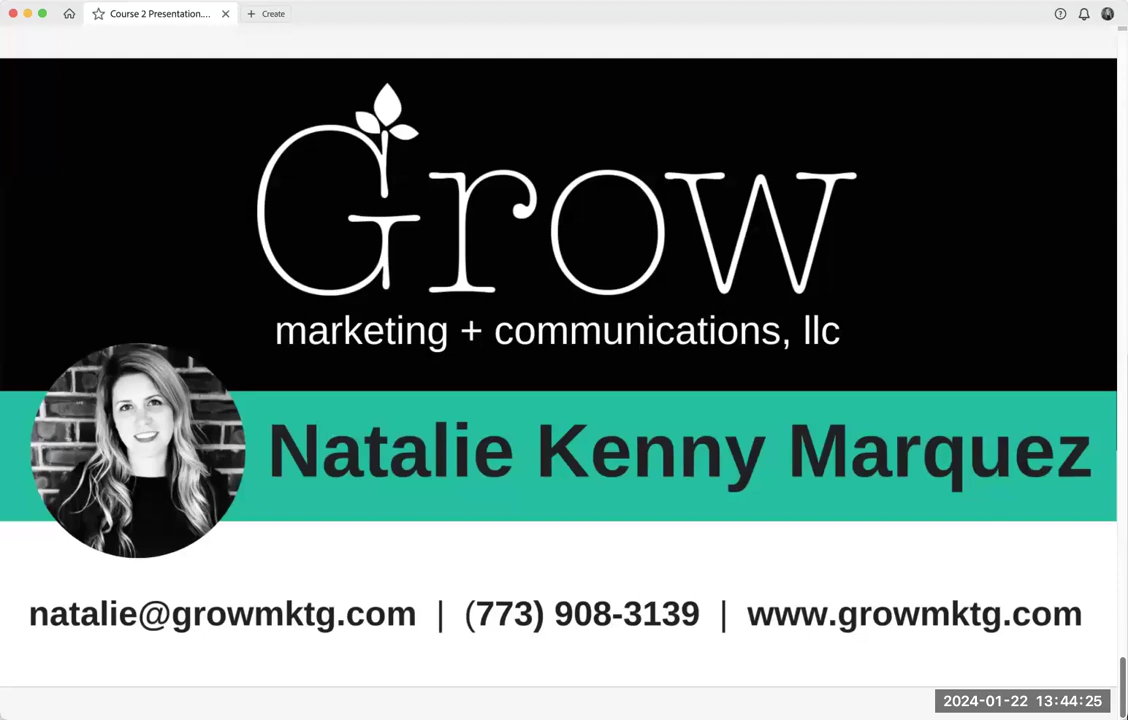 Course 2 Presentation....
Create
Grow
marketing + communications, llc
Natalie Kenny Marquez
natalie@growmktg.com | (773) 908-3139 | www.growmktg.com
2024-01-22 13:44:25